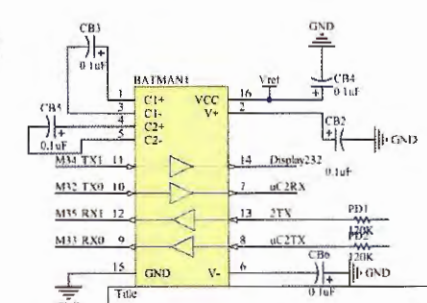 GND
CB3
0.1uF
BATMAN1
Vref
CB4
0.1uF
1 C1+ VCC 16
3 C1- V+ 2
CB5
4 C2+
5 C2-
0.1uF
CB2
GND
0.1uF
M34 TX1 11 14 Display232
M32 TX0 10 7 uC2RX
M35 RX1 12 13 2TX PD1
120K
M33 RX0 9 8 uC2TX PD2
120K
CB6
15 GND V- 6 GND
0.1uF
Title